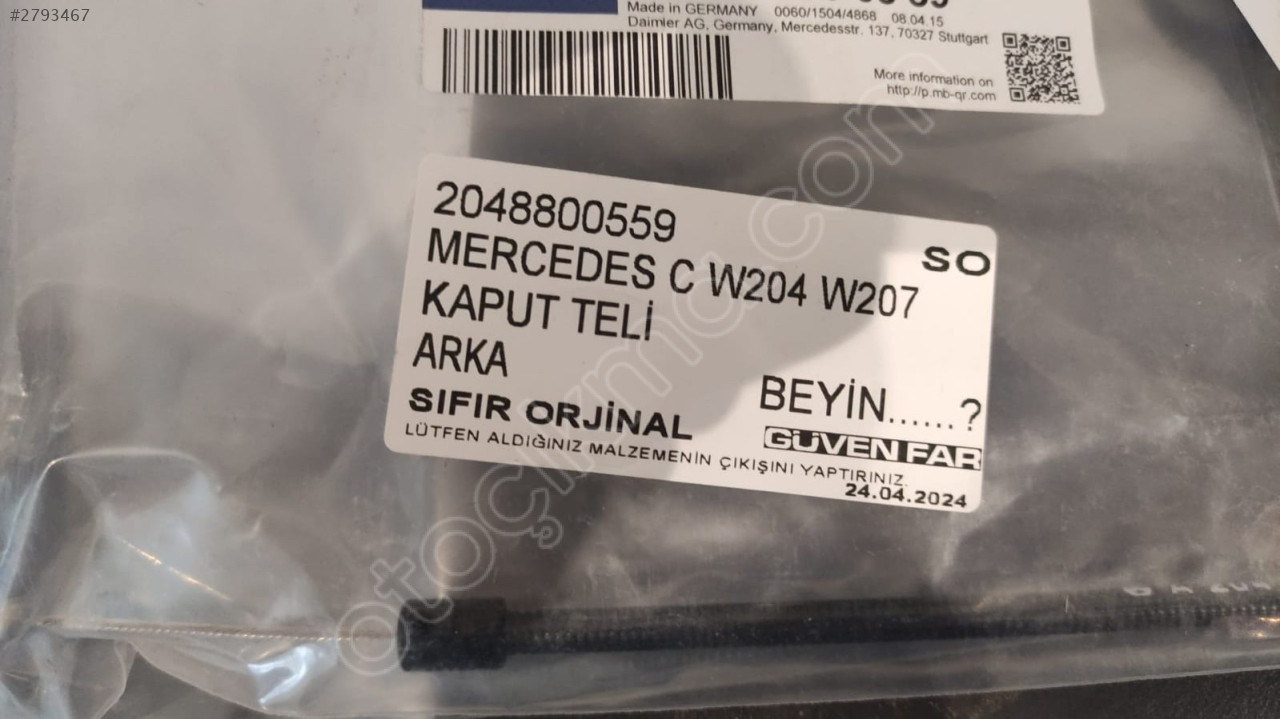 #2793467
Made in GERMANY 0060/1504/4868 08.04.15
Daimler AG, Germany, Mercedesstr. 137, 70327 Stuttgart
More information on
http://p.mb-qr.com
2048800559
SO
MERCEDES C W204 W207
KAPUT TELİ
ARKA
BEYİN......?
SIFIR ORJİNAL
GÜVEN FAR
LÜTFEN ALDIĞINIZ MALZEMENİN ÇIKIŞINI YAPTIRINIZ.
24.04.2024
otoçıkma.com